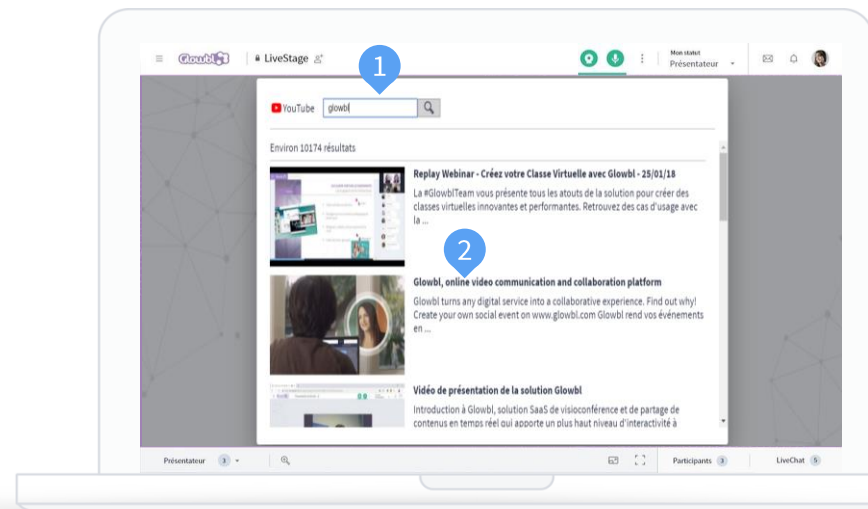 Glowbl
LiveStage
Mon statut
Présentateur
1
YouTube
glowbl
Environ 10174 résultats
Replay Webinar - Créez votre Classe Virtuelle avec Glowbl - 25/01/18
La #GlowblTeam vous présente tous les atouts de la solution pour créer des
classes virtuelles innovantes et performantes. Retrouvez des cas d'usage avec
la ...
2
Glowbl, online video communication and collaboration platform
Glowbl turns any digital service into a collaborative experience. Find out why!
Create your own social event on www.glowbl.com Glowbl rend vos événements
en ...
Vidéo de présentation de la solution Glowbl
Introduction à Glowbl, solution SaaS de visioconférence et de partage de
contenus en temps réel qui apporte un plus haut niveau d'interactivité à
Présentateur 3
Participants 3
LiveChat 5